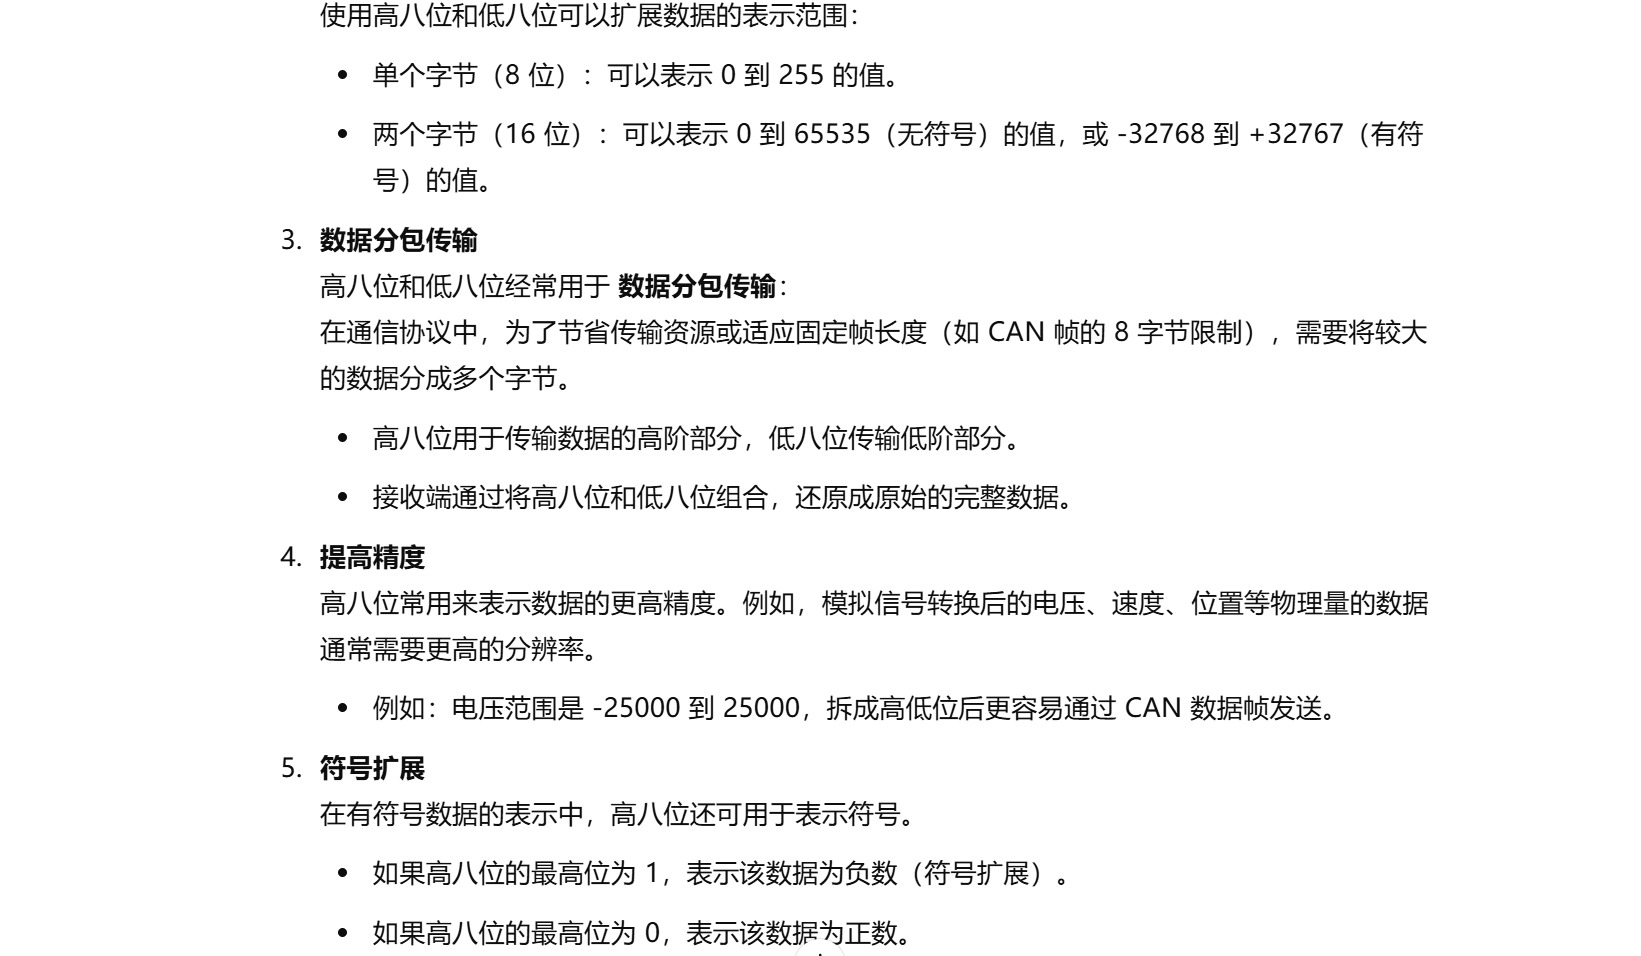 使用高八位和低八位可以扩展数据的表示范围：
• 单个字节（8 位）：可以表示 0 到 255 的值。
• 两个字节（16 位）：可以表示 0 到 65535（无符号）的值，或 -32768 到 +32767（有符
号）的值。
3. 数据分包传输
高八位和低八位经常用于 数据分包传输：
在通信协议中，为了节省传输资源或适应固定帧长度（如 CAN 帧的 8 字节限制），需要将较大
的数据分成多个字节。
• 高八位用于传输数据的高阶部分，低八位传输低阶部分。
• 接收端通过将高八位和低八位组合，还原成原始的完整数据。
4. 提高精度
高八位常用来表示数据的更高精度。例如，模拟信号转换后的电压、速度、位置等物理量的数据
通常需要更高的分辨率。
• 例如：电压范围是 -25000 到 25000，拆成高低位后更容易通过 CAN 数据帧发送。
5. 符号扩展
在有符号数据的表示中，高八位还可用于表示符号。
• 如果高八位的最高位为 1，表示该数据为负数（符号扩展）。
• 如果高八位的最高位为 0，表示该数据为正数。